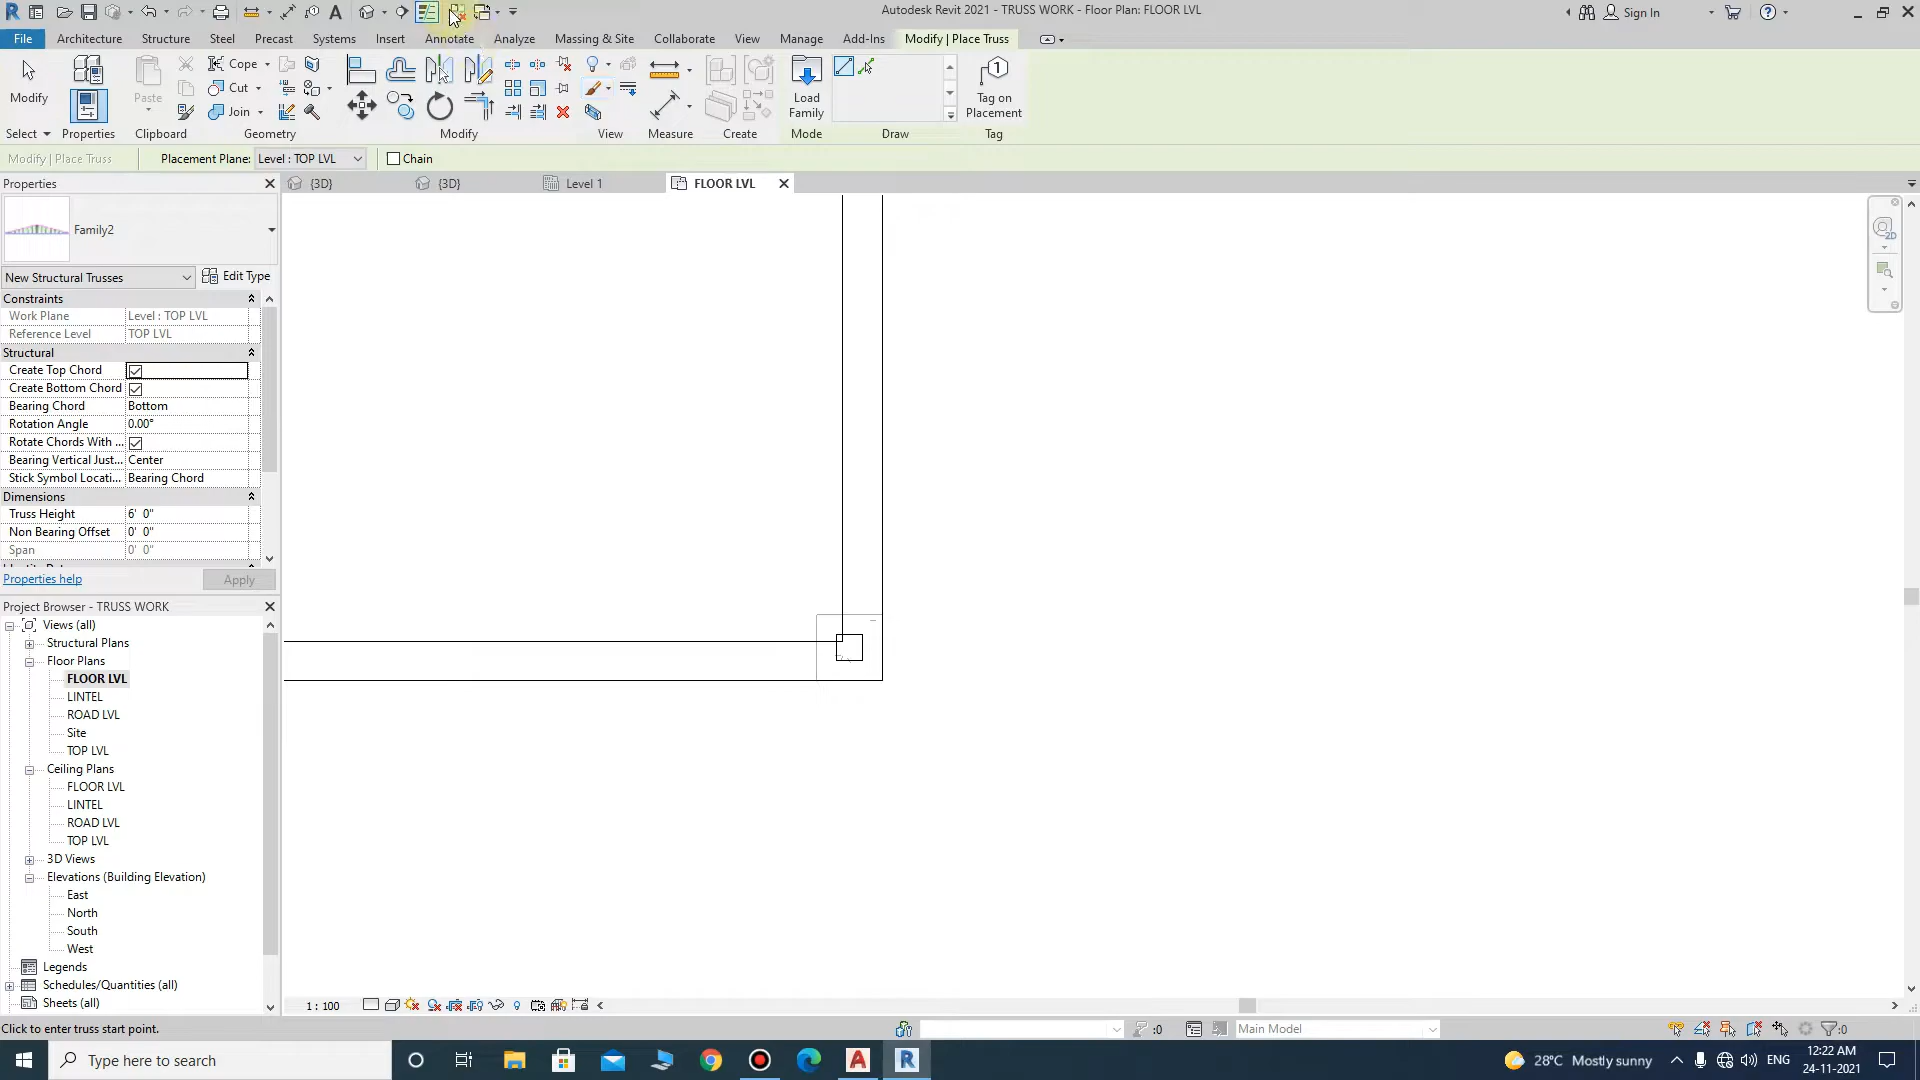 Autodesk Revit 2021 - TRUSS WORK - Floor Plan: FLOOR LVL
Sign In
File Architecture Structure Steel Precast Systems Insert Annotate Analyze Massing & Site Collaborate View Manage Add-Ins Modify | Place Truss
Modify
Paste
Cope
Cut
Join
Load
Family
Tag on
Placement
Select Properties Clipboard Geometry Modify View Measure Create Mode Draw Tag
Modify | Place Truss Placement Plane: Level : TOP LVL Chain
Properties
{3D} {3D} Level 1 FLOOR LVL
Family2
New Structural Trusses Edit Type
Constraints
Work Plane Level : TOP LVL
Reference Level TOP LVL
Structural
Create Top Chord
Create Bottom Chord
Bearing Chord Bottom
Rotation Angle 0.00°
Rotate Chords With ...
Bearing Vertical Just... Center
Stick Symbol Locati... Bearing Chord
Dimensions
Truss Height 6' 0"
Non Bearing Offset 0' 0"
Span 0' 0"
Properties help Apply
Project Browser - TRUSS WORK
Views (all)
Structural Plans
Floor Plans
FLOOR LVL
LINTEL
ROAD LVL
Site
TOP LVL
Ceiling Plans
FLOOR LVL
LINTEL
ROAD LVL
TOP LVL
3D Views
Elevations (Building Elevation)
East
North
South
West
Legends
Schedules/Quantities (all)
Sheets (all)
1 : 100
Click to enter truss start point.
:0 Main Model :0
Type here to search
28°C Mostly sunny ENG
12:22 AM
24-11-2021